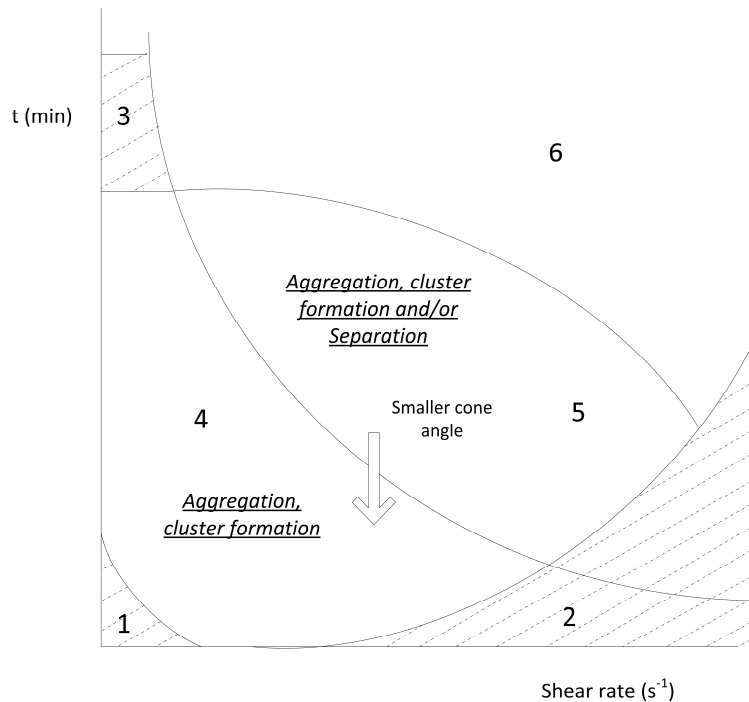 t (min)
3
6
Aggregation, cluster
formation and/or
Separation
Smaller cone
angle
5
4
Aggregation,
cluster formation
1
2
Shear rate (s⁻¹)